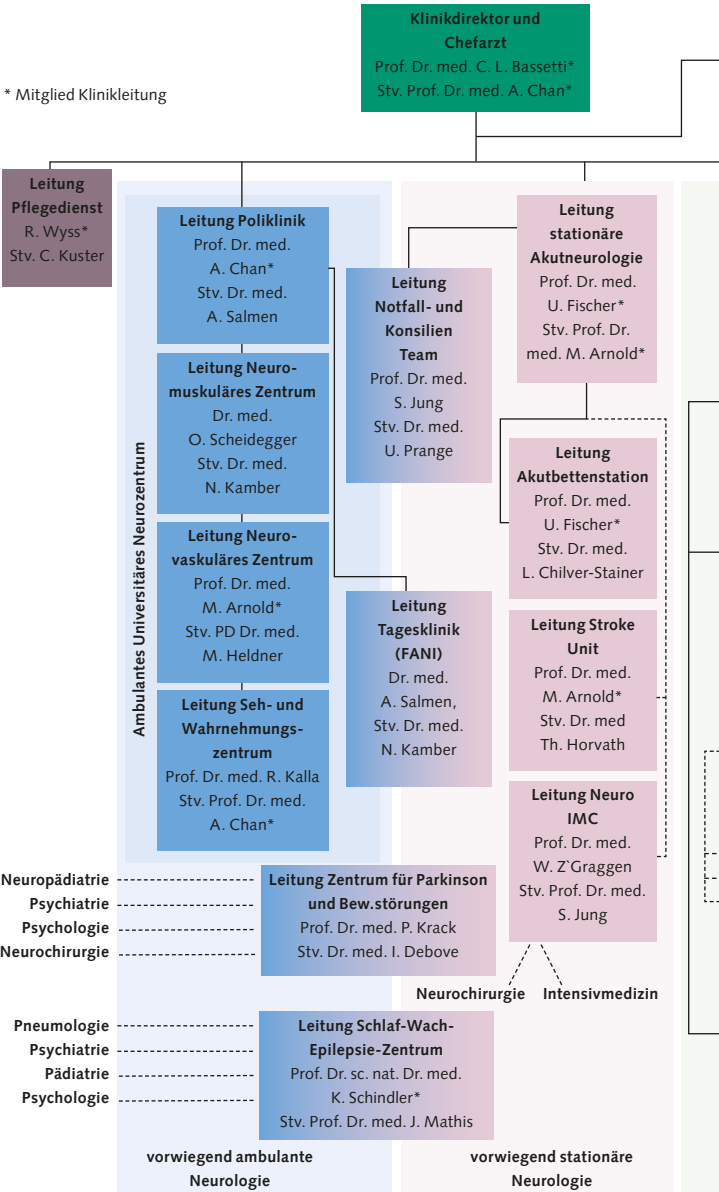 Klinikdirektor und
Chefarzt
Prof. Dr. med. C. L. Bassetti*
Stv. Prof. Dr. med. A. Chan*
* Mitglied Klinikleitung
Leitung
Pflegedienst
R. Wyss*
Stv. C. Kuster
Ambulantes Universitäres Neurozentrum
Leitung Poliklinik
Prof. Dr. med.
A. Chan*
Stv. Dr. med.
A. Salmen
Leitung Neuro-
muskuläres Zentrum
Dr. med.
O. Scheidegger
Stv. Dr. med.
N. Kamber
Leitung Neuro-
vaskuläres Zentrum
Prof. Dr. med.
M. Arnold*
Stv. PD Dr. med.
M. Heldner
Leitung Seh- und
Wahrnehmungs-
zentrum
Prof. Dr. med. R. Kalla
Stv. Prof. Dr. med.
A. Chan*
Leitung
Notfall- und
Konsilien
Team
Prof. Dr. med.
S. Jung
Stv. Dr. med.
U. Prange
Leitung
Tagesklinik
(FANI)
Dr. med.
A. Salmen,
Stv. Dr. med.
N. Kamber
Leitung
stationäre
Akutneurologie
Prof. Dr. med.
U. Fischer*
Stv. Prof. Dr.
med. M. Arnold*
Leitung
Akutbettenstation
Prof. Dr. med.
U. Fischer*
Stv. Dr. med.
L. Chilver-Stainer
Leitung Stroke
Unit
Prof. Dr. med.
M. Arnold*
Stv. Dr. med
Th. Horvath
Leitung Neuro
IMC
Prof. Dr. med.
W. Z`Graggen
Stv. Prof. Dr. med.
S. Jung
Neurochirurgie
Intensivmedizin
Neuropädiatrie
Psychiatrie
Psychologie
Neurochirurgie
Leitung Zentrum für Parkinson
und Bew.störungen
Prof. Dr. med. P. Krack
Stv. Dr. med. I. Debove
Pneumologie
Psychiatrie
Pädiatrie
Psychologie
Leitung Schlaf-Wach-
Epilepsie-Zentrum
Prof. Dr. sc. nat. Dr. med.
K. Schindler*
Stv. Prof. Dr. med. J. Mathis
vorwiegend ambulante
Neurologie
vorwiegend stationäre
Neurologie